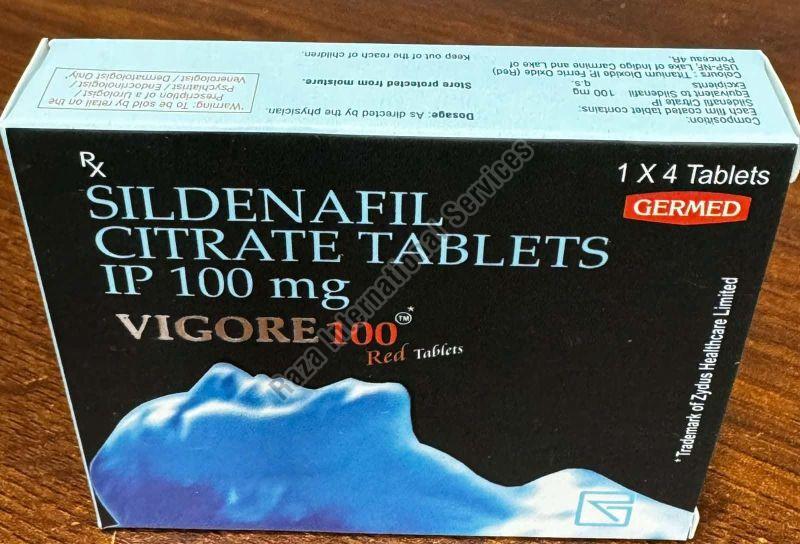 Composition:
Each film coated tablet contains:
Sildenafil Citrate IP
Equivalent to Sildenafil 100 mg
Excipients q.s.
Colours : Titanium Dioxide IP Ferric Oxide (Red)
USP-NF, Lake of Indigo Carmine and Lake of
Ponceau 4R.
Dosage: As directed by the physician.
Store protected from moisture.
Keep out of the reach of children.
"Warning: To be sold by retail on the
Prescription of a Urologist /
Psychiatrist / Endocrinologist /
Venerologist / Dermatologist Only"
Rx
1 X 4 Tablets
GERMED
SILDENAFIL
CITRATE TABLETS
IP 100 mg
VIGORE 100 TM*
Red Tablets
*Trademark of Zydus Healthcare Limited
Raza International Services